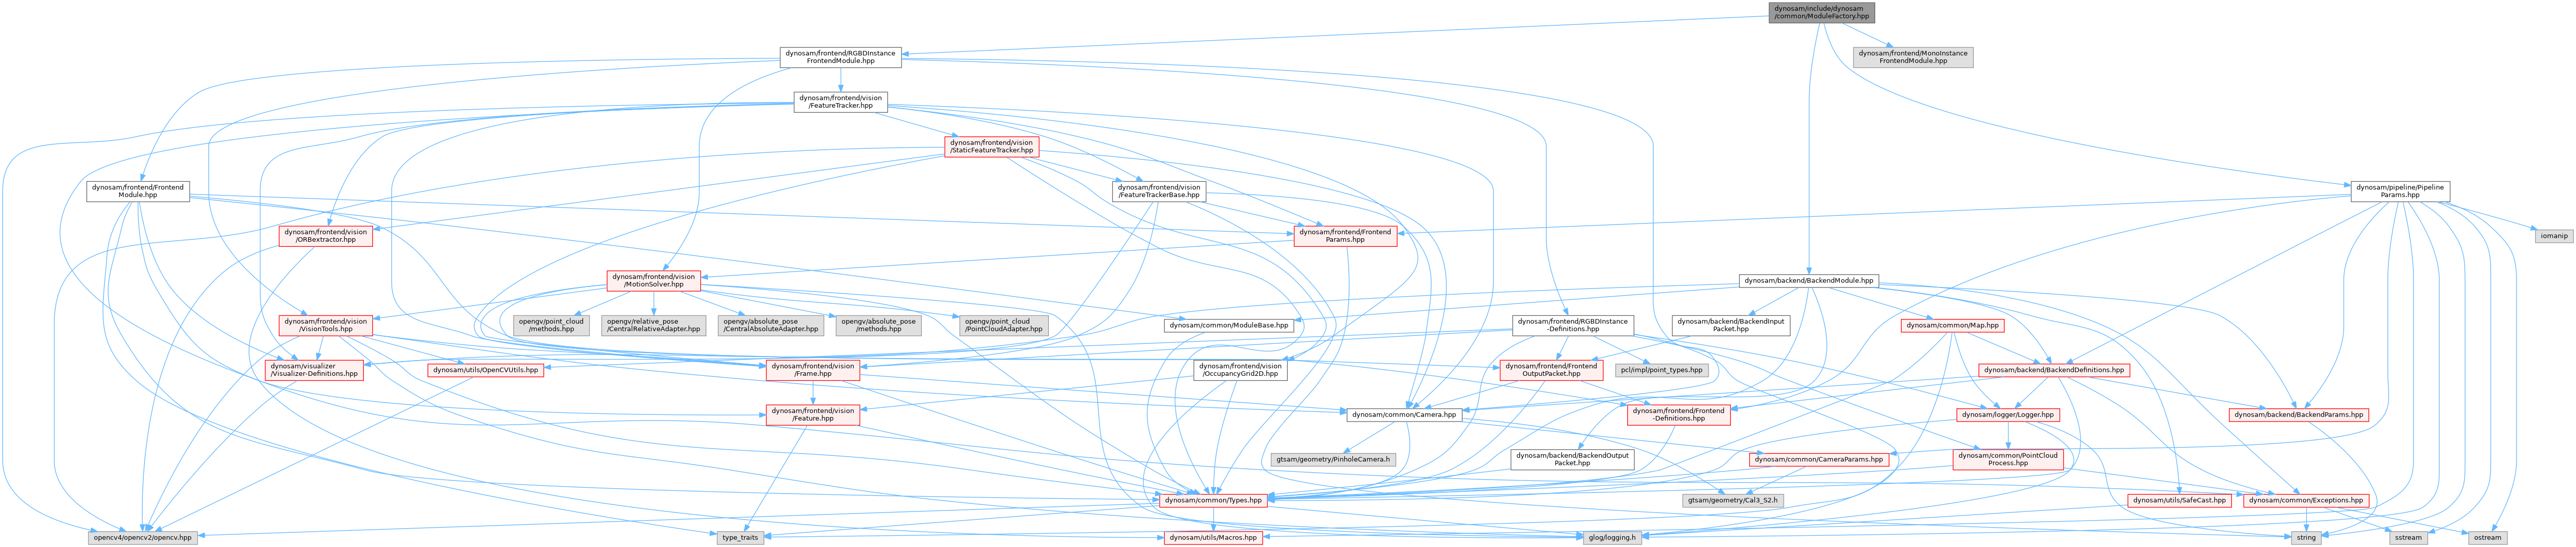 dynosam/include/dynosam
/common/ModuleFactory.hpp
dynosam/frontend/RGBDInstance
FrontendModule.hpp
dynosam/frontend/MonoInstance
FrontendModule.hpp
dynosam/frontend/vision
/FeatureTracker.hpp
dynosam/frontend/vision
/StaticFeatureTracker.hpp
dynosam/frontend/Frontend
Module.hpp
dynosam/frontend/vision
/FeatureTrackerBase.hpp
dynosam/pipeline/Pipeline
Params.hpp
dynosam/frontend/vision
/ORBextractor.hpp
dynosam/frontend/Frontend
Params.hpp
iomanip
dynosam/frontend/vision
/MotionSolver.hpp
dynosam/backend/BackendModule.hpp
dynosam/frontend/vision
/VisionTools.hpp
opengv/point_cloud
/methods.hpp
opengv/relative_pose
/CentralRelativeAdapter.hpp
opengv/absolute_pose
/CentralAbsoluteAdapter.hpp
opengv/absolute_pose
/methods.hpp
opengv/point_cloud
/PointCloudAdapter.hpp
dynosam/common/ModuleBase.hpp
dynosam/frontend/RGBDInstance
-Definitions.hpp
dynosam/backend/BackendInput
Packet.hpp
dynosam/common/Map.hpp
dynosam/visualizer
/Visualizer-Definitions.hpp
dynosam/utils/OpenCVUtils.hpp
dynosam/frontend/vision
/Frame.hpp
dynosam/frontend/vision
/OccupancyGrid2D.hpp
dynosam/frontend/Frontend
OutputPacket.hpp
pcl/impl/point_types.hpp
dynosam/backend/BackendDefinitions.hpp
dynosam/frontend/vision
/Feature.hpp
dynosam/common/Camera.hpp
dynosam/frontend/Frontend
-Definitions.hpp
dynosam/logger/Logger.hpp
dynosam/backend/BackendParams.hpp
gtsam/geometry/PinholeCamera.h
dynosam/backend/BackendOutput
Packet.hpp
dynosam/common/CameraParams.hpp
dynosam/common/PointCloud
Process.hpp
dynosam/common/Types.hpp
gtsam/geometry/Cal3_S2.h
dynosam/utils/SafeCast.hpp
dynosam/common/Exceptions.hpp
opencv4/opencv2/opencv.hpp
type_traits
dynosam/utils/Macros.hpp
glog/logging.h
string
sstream
ostream